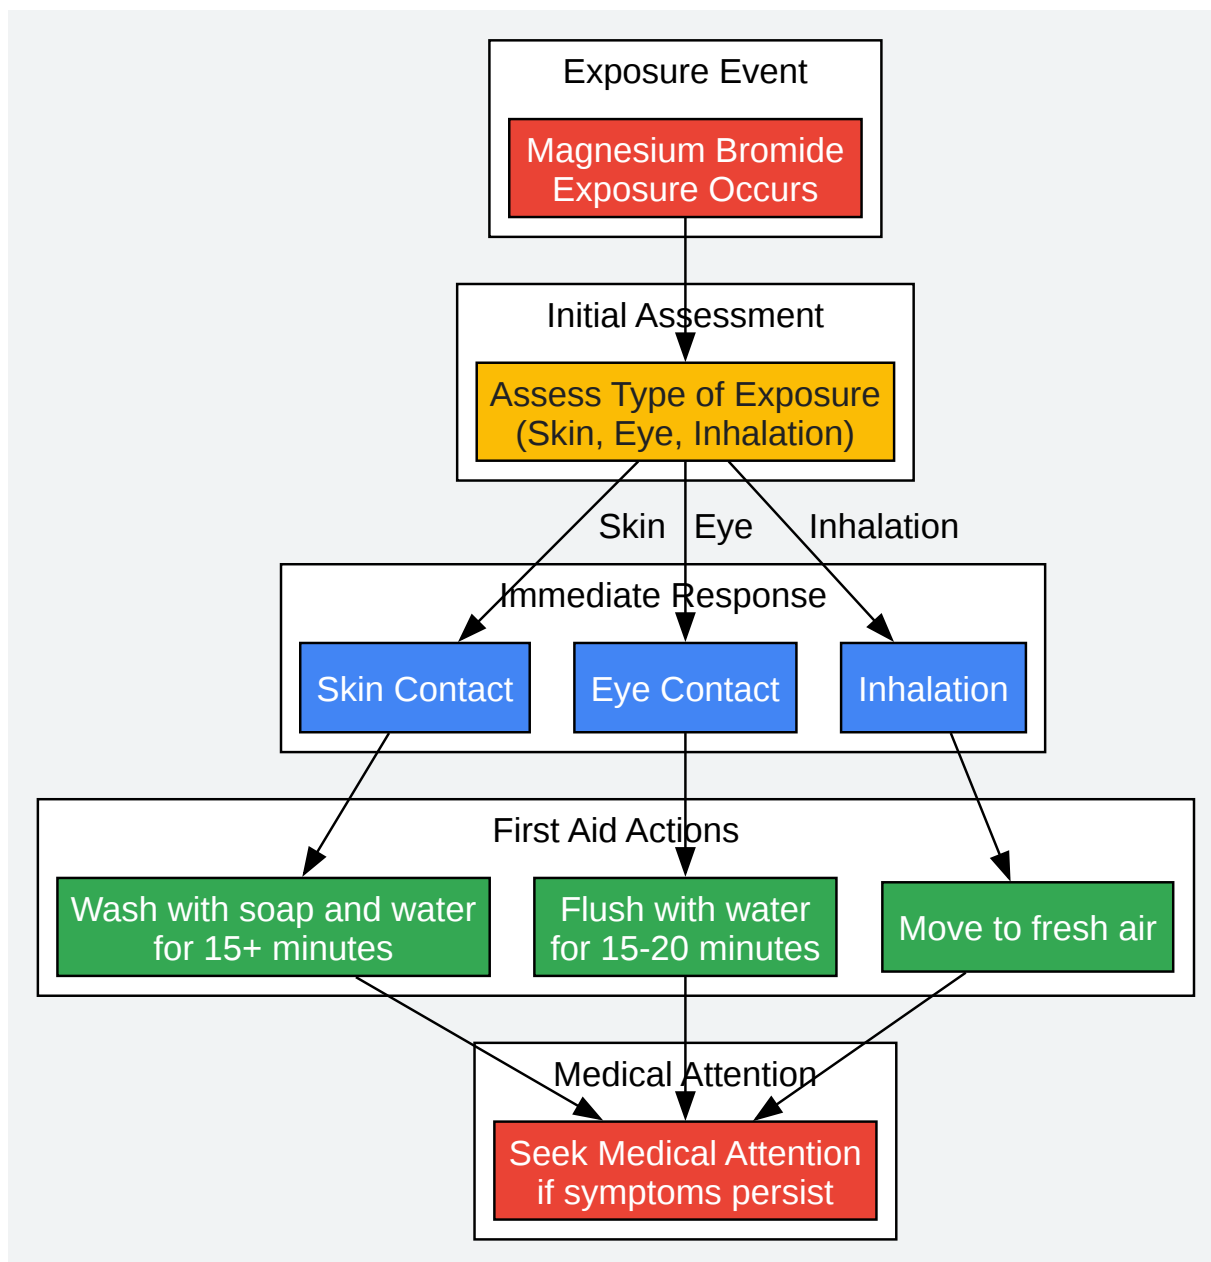 Exposure Event
Magnesium Bromide
Exposure Occurs
Initial Assessment
Assess Type of Exposure
(Skin, Eye, Inhalation)
Skin
Eye
Inhalation
Immediate Response
Skin Contact
Eye Contact
Inhalation
First Aid Actions
Wash with soap and water
for 15+ minutes
Flush with water
for 15-20 minutes
Move to fresh air
Medical Attention
Seek Medical Attention
if symptoms persist